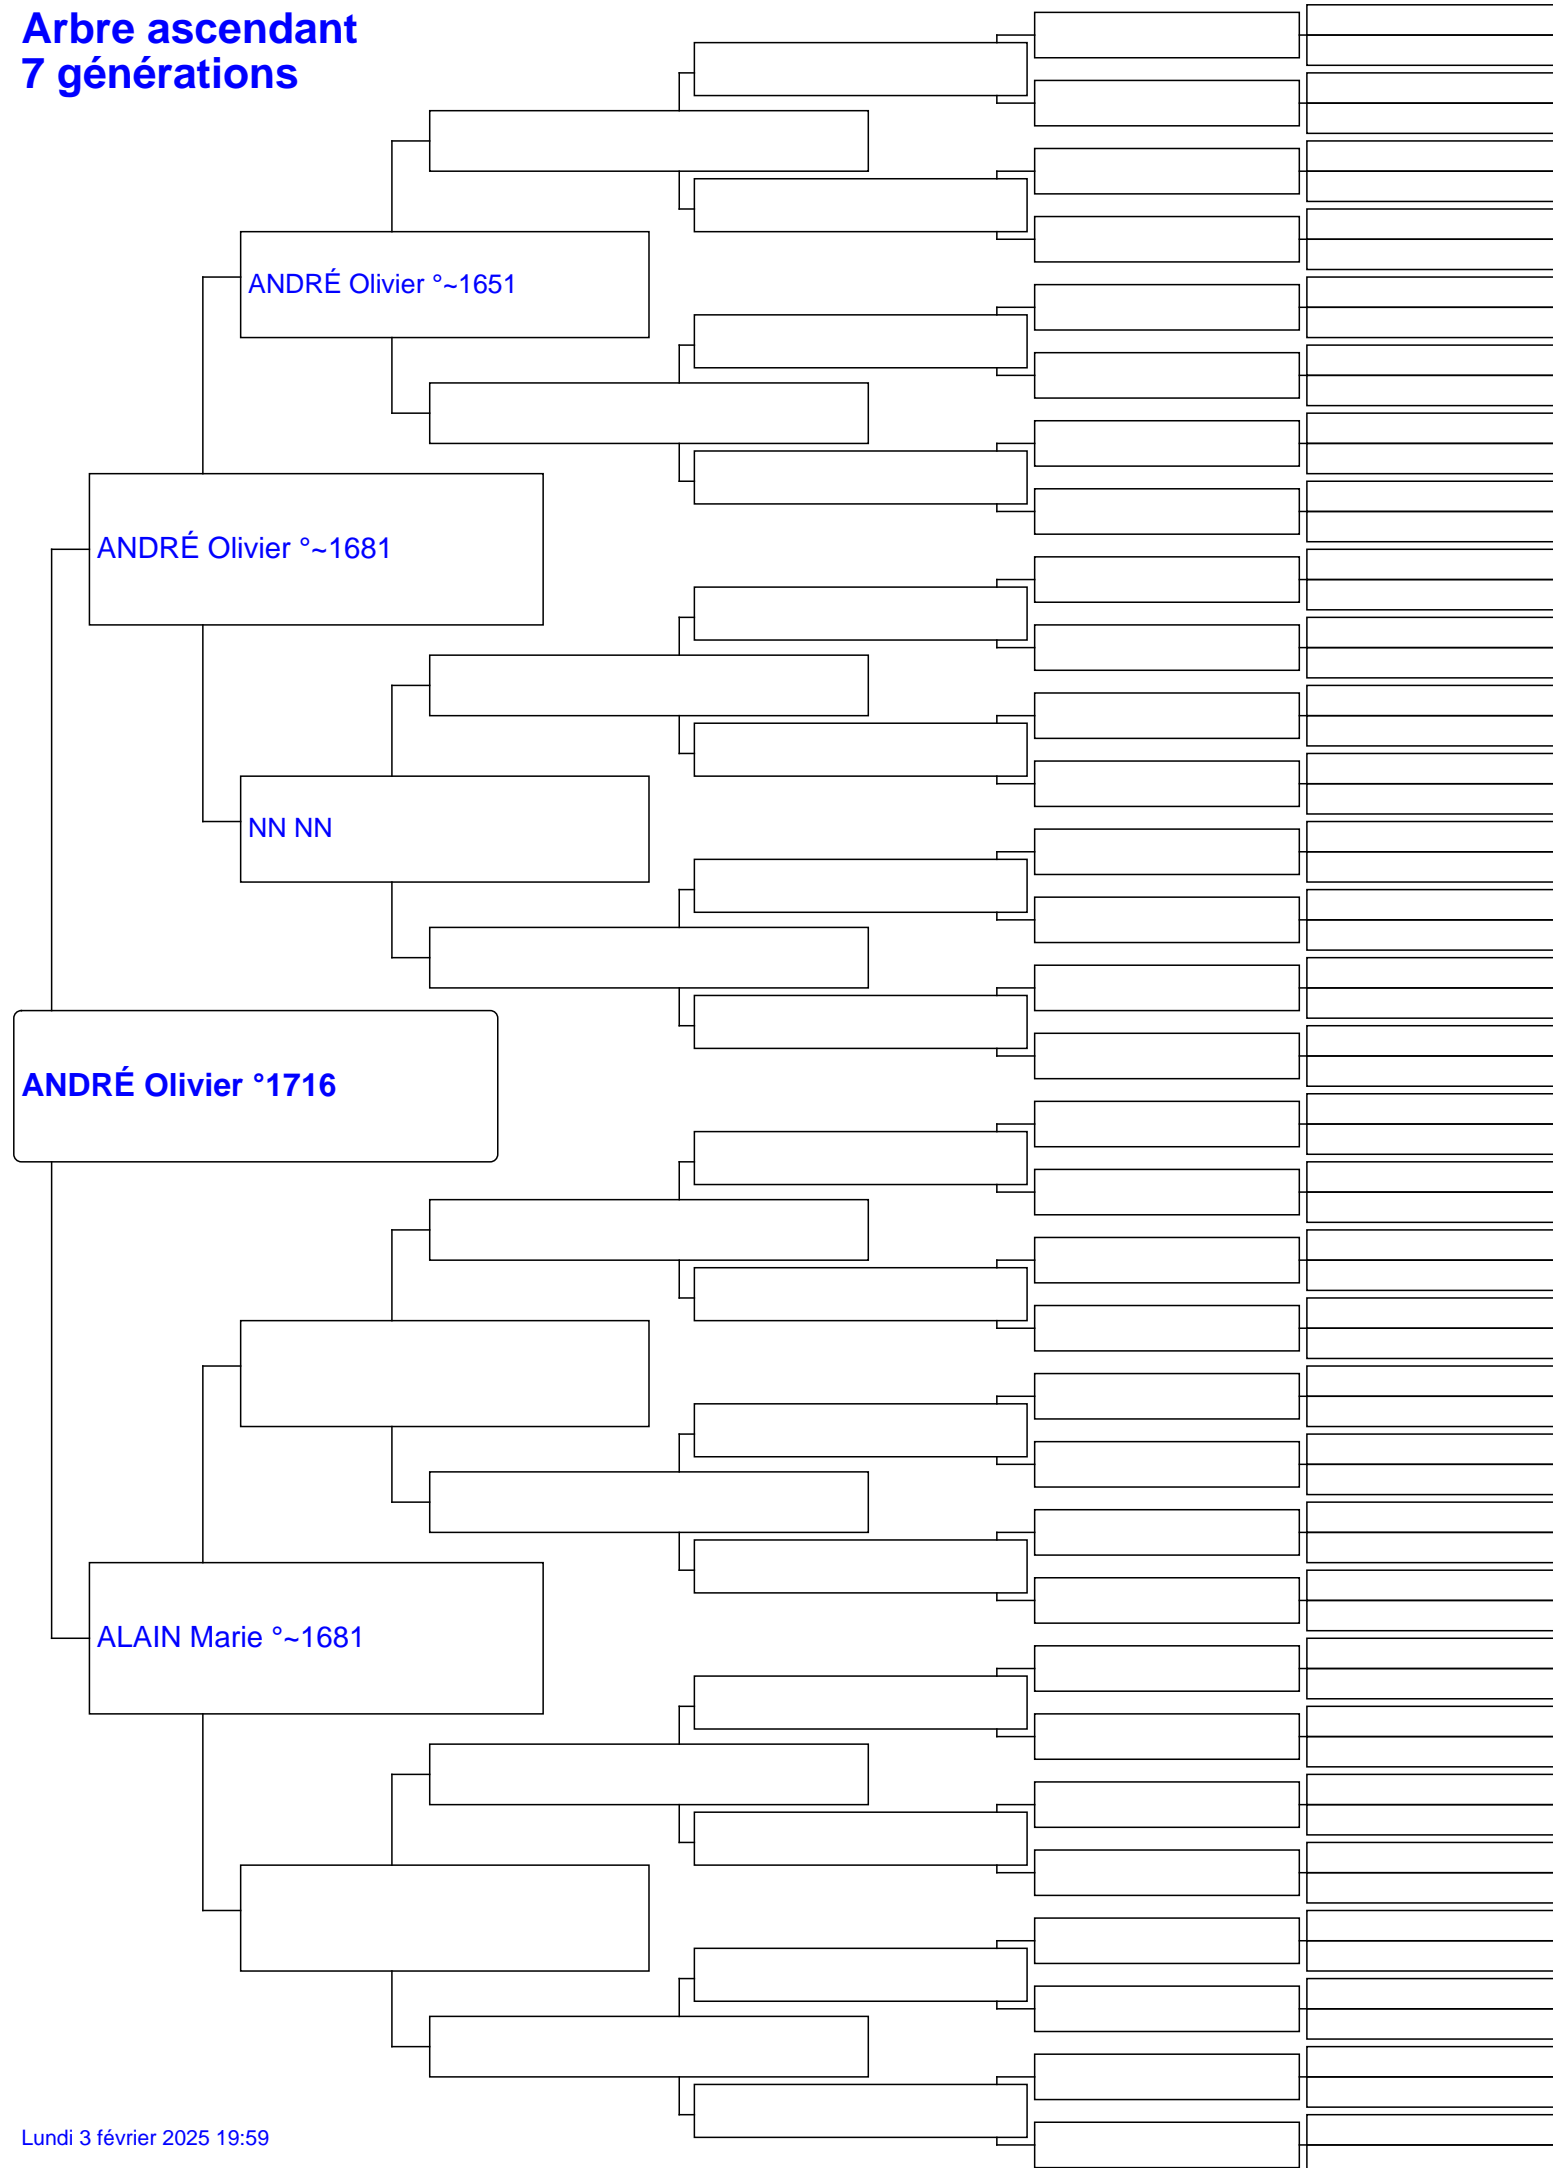 Arbre ascendant
7 générations
ANDRÉ Olivier °~1651
ANDRÉ Olivier °~1681
NN NN
ANDRÉ Olivier °1716
ALAIN Marie °~1681
Lundi 3 février 2025 19:59